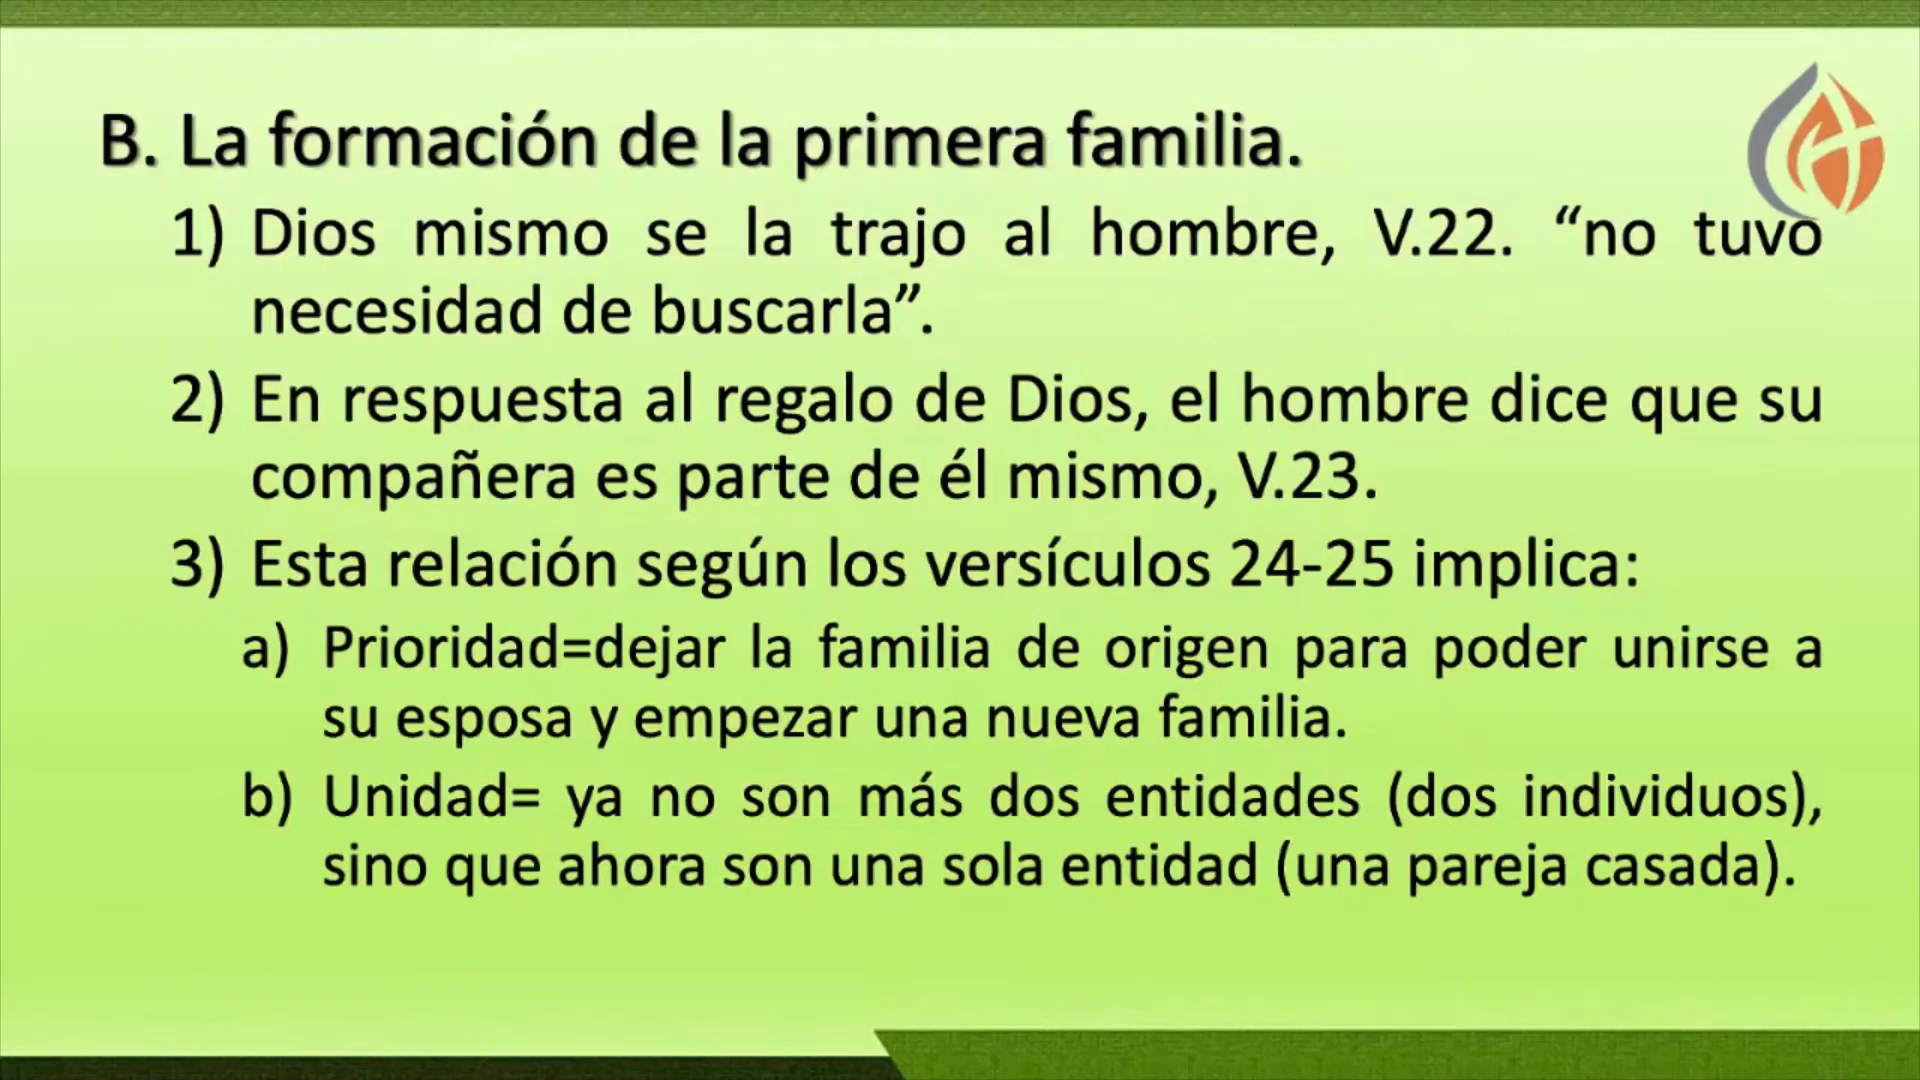 B. La formación de la primera familia.
1) Dios mismo se la trajo al hombre, V.22. “no tuvo
necesidad de buscarla”.
2) En respuesta al regalo de Dios, el hombre dice que su
compañera es parte de él mismo, V.23.
3) Esta relación según los versículos 24-25 implica:
a) Prioridad=dejar la familia de origen para poder unirse a
su esposa y empezar una nueva familia.
b) Unidad= ya no son más dos entidades (dos individuos),
sino que ahora son una sola entidad (una pareja casada).